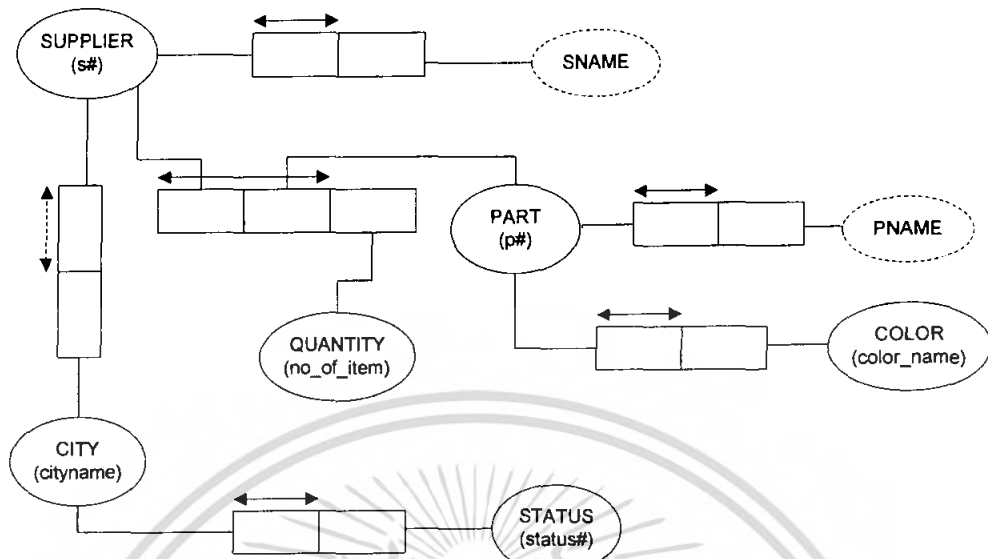 SUPPLIER
(s#)
SNAME
PART
(p#)
PNAME
QUANTITY
(no_of_item)
COLOR
(color_name)
CITY
(cityname)
STATUS
(status#)